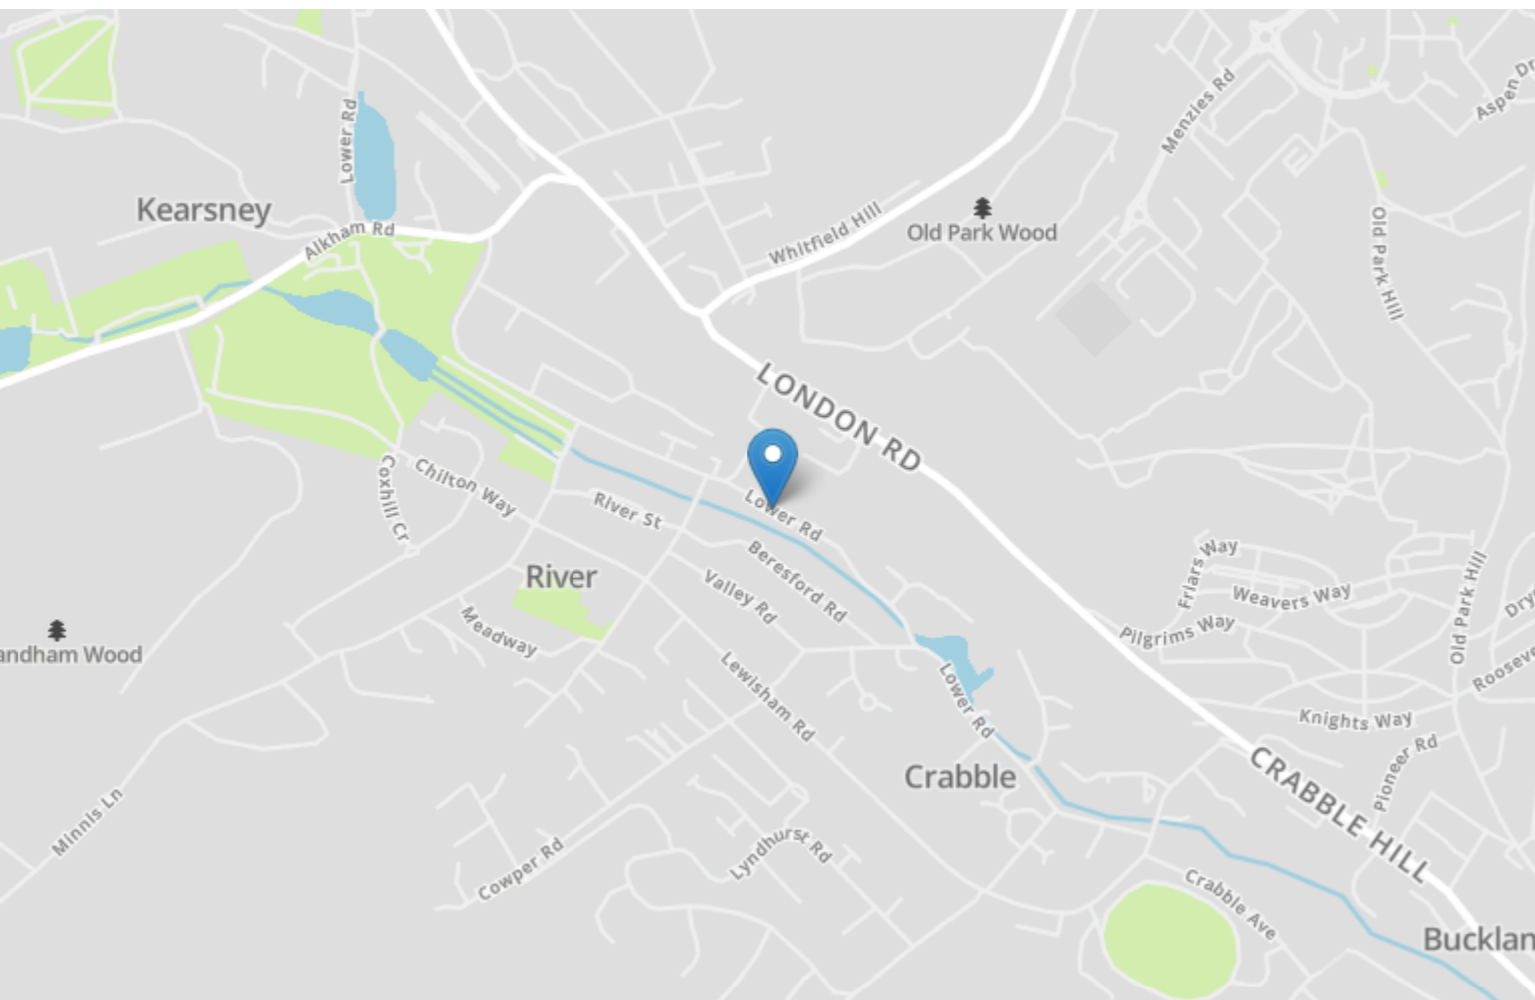 Menzies Rd
Aspen Dr
Lower Rd
Kearsney
Alkham Rd
Whitfield Hill
Old Park Wood
Old Park Hill
LONDON RD
Coxhill Cr
Chilton Way
River St
Lower Rd
Beresford Rd
Valley Rd
River
Meadway
andham Wood
Friars Way
Weavers Way
Pilgrims Way
Old Park Hill
Dry
Rooseve
Lewisham Rd
Lower Rd
Knights Way
Pioneer Rd
Crabble
CRABBLE HILL
Minnis Ln
Cowper Rd
Lyndhurst Rd
Crabble Ave
Bucklan